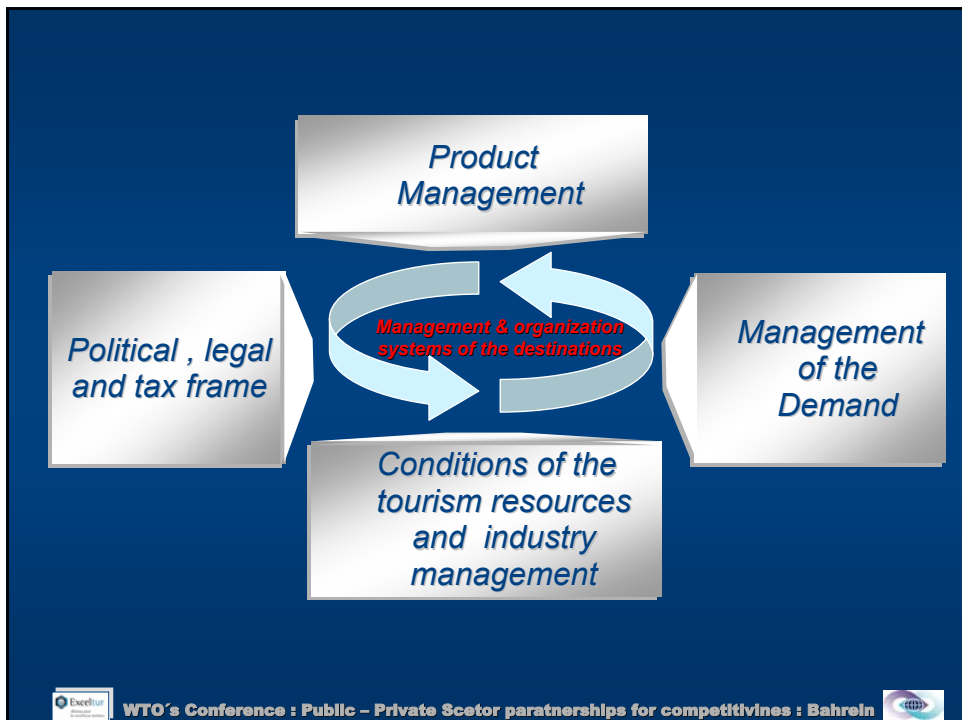 Product
Management
Political , legal
and tax frame
Management & organization
systems of the destinations
Management
of the
Demand
Conditions of the
tourism resources
and industry
management
Exceltur
WTO´s Conference : Public – Private Scetor paratnerships for competitivines : Bahrein